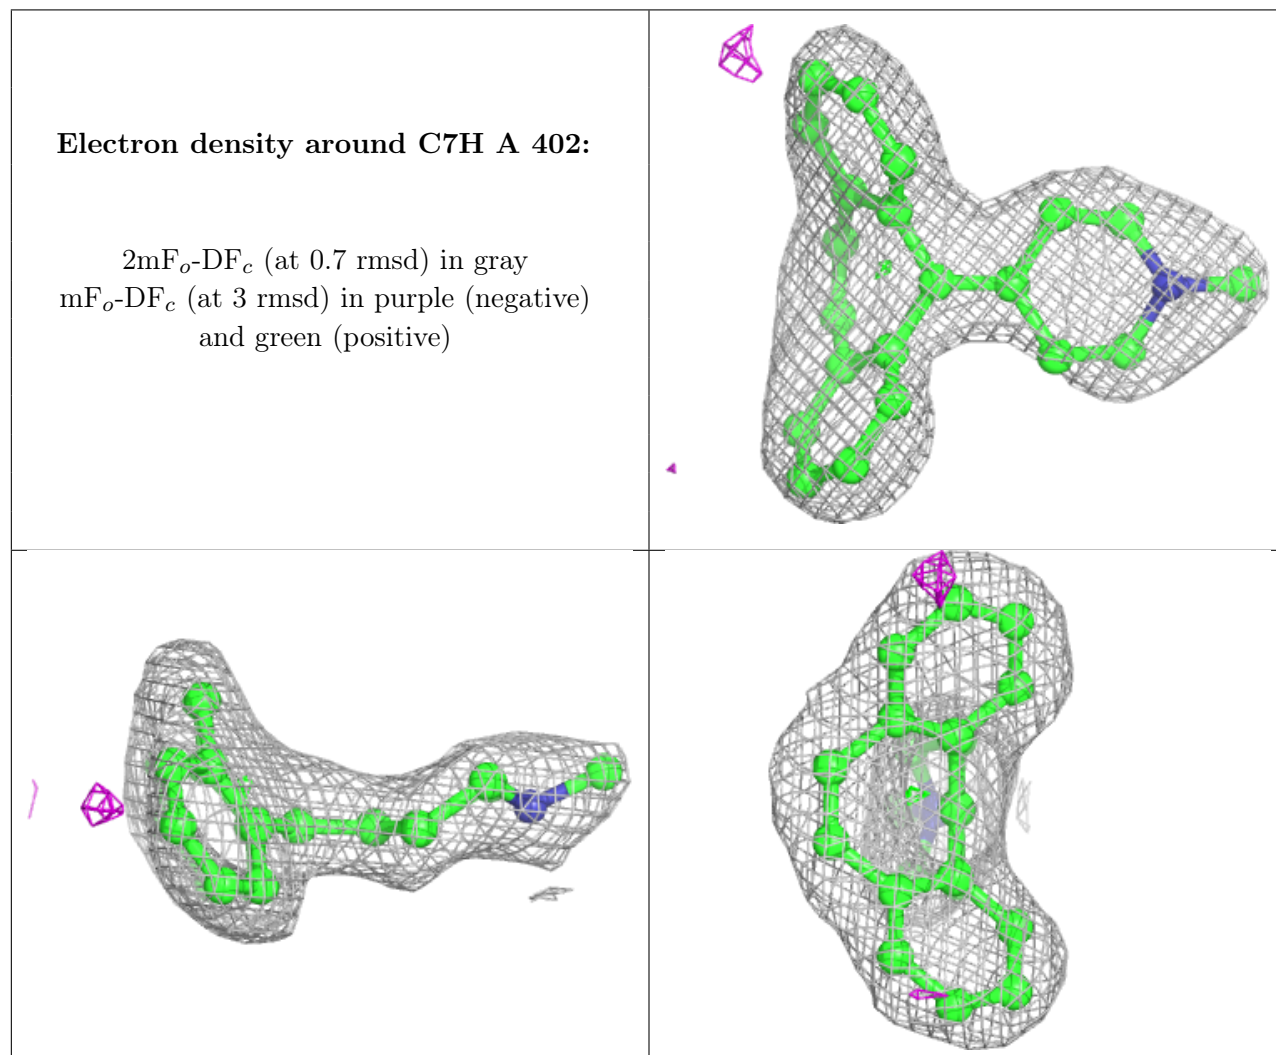 Electron density around C7H A 402:
2mFo-DFc (at 0.7 rmsd) in gray
mFo-DFc (at 3 rmsd) in purple (negative)
and green (positive)